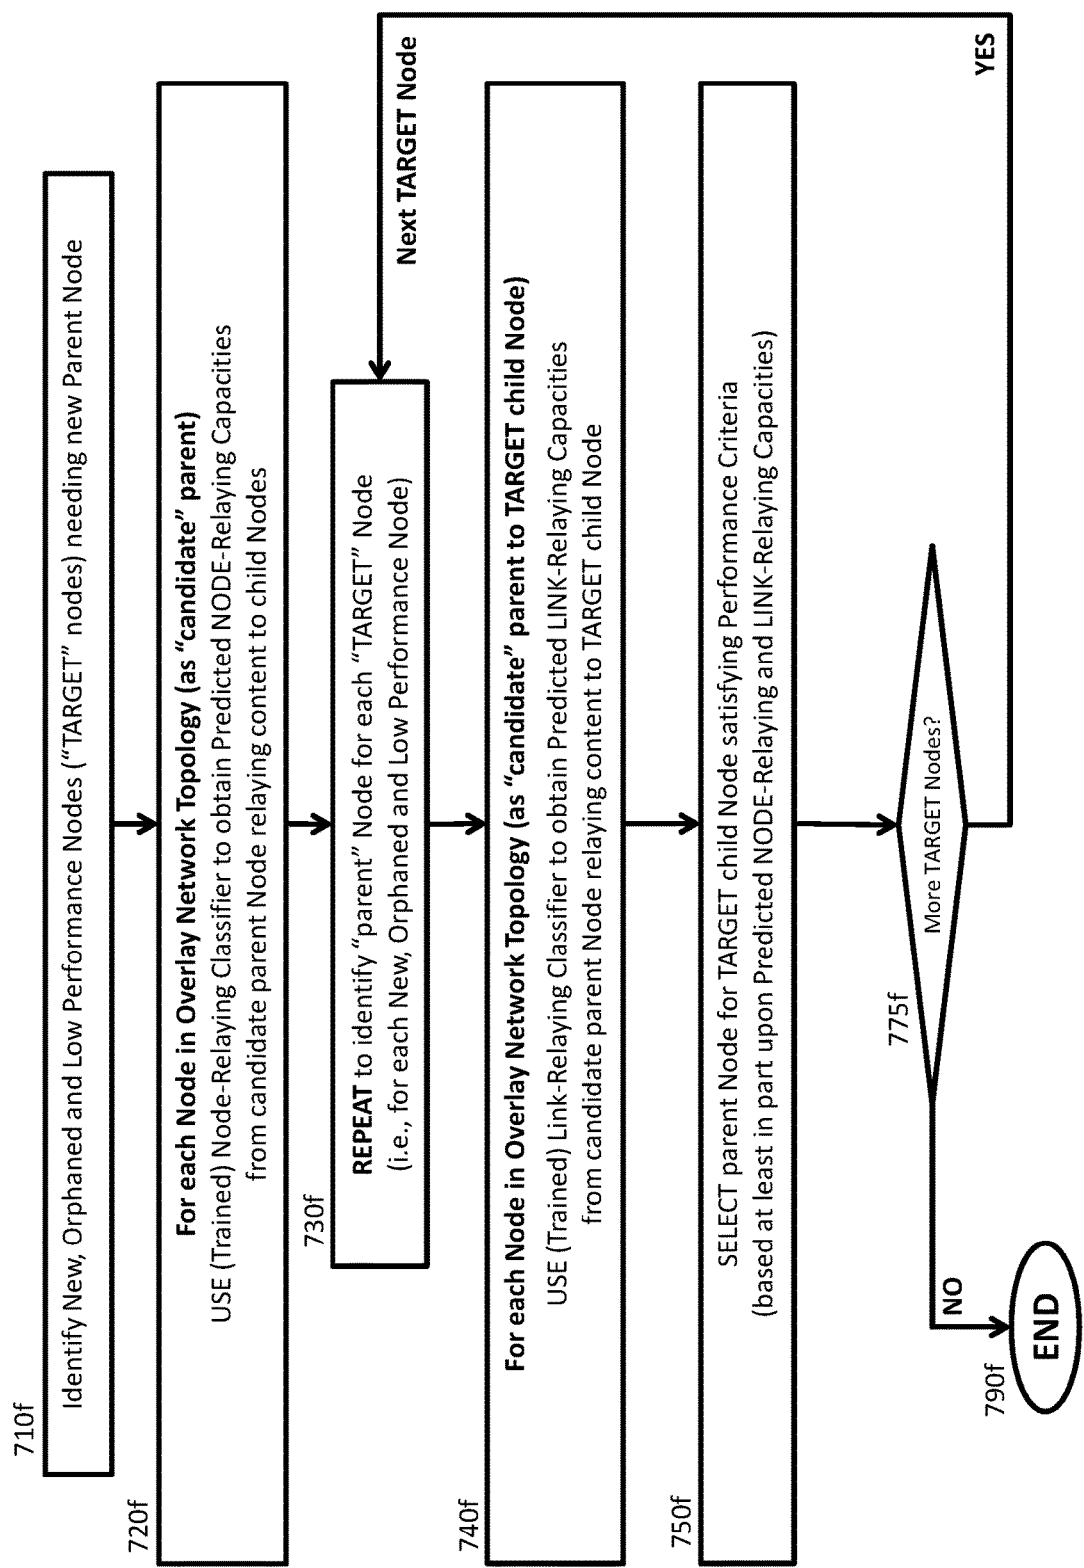 710f
Identify New, Orphaned and Low Performance Nodes (“TARGET” nodes) needing new Parent Node
720f
For each Node in Overlay Network Topology (as “candidate” parent)
USE (Trained) Node-Relaying Classifier to obtain Predicted NODE-Relaying Capacities
from candidate parent Node relaying content to child Nodes
730f
REPEAT to identify “parent” Node for each “TARGET” Node
(i.e., for each New, Orphaned and Low Performance Node)
Next TARGET Node
740f
For each Node in Overlay Network Topology (as “candidate” parent to TARGET child Node)
USE (Trained) Link-Relaying Classifier to obtain Predicted LINK-Relaying Capacities
from candidate parent Node relaying content to TARGET child Node
750f
SELECT parent Node for TARGET child Node satisfying Performance Criteria
(based at least in part upon Predicted NODE-Relaying and LINK-Relaying Capacities)
775f
More TARGET Nodes?
NO
YES
790f
END